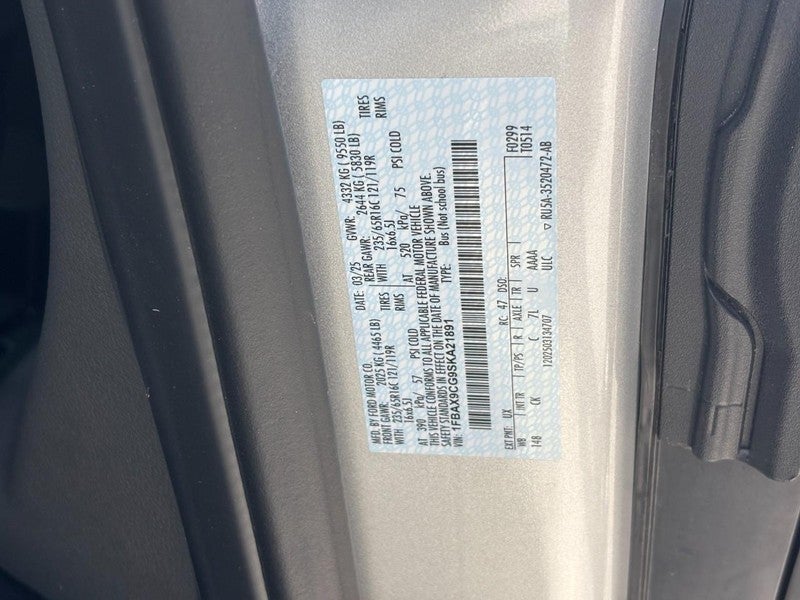 MFD. BY FORD MOTOR CO.
DATE: 03/25 GVWR: 4332 KG ( 9550 LB)
FRONT GAWR: 2025 KG ( 4465 LB) REAR GAWR: 2644 KG ( 5830 LB)
WITH 235/65R16C 121/119R TIRES WITH 235/65R16C 121/119R TIRES
16x6.5J RIMS 16x6.5J RIMS
AT 390 kPa/ 57 PSI COLD AT 520 kPa/ 75 PSI COLD
THIS VEHICLE CONFORMS TO ALL APPLICABLE FEDERAL MOTOR VEHICLE
SAFETY STANDARDS IN EFFECT ON THE DATE OF MANUFACTURE SHOWN ABOVE.
VIN: 1FBAX9CG9SKA21891 TYPE: Bus (Not school bus)
F0299
T0514
EXT PNT: UX RC: 47 DSO:
WB INT TR TP/PS R AXLE TR SPR
148 CK C 7L U AAAA
ULC
120250313470​7 ▽ RU5A-3520472-AB